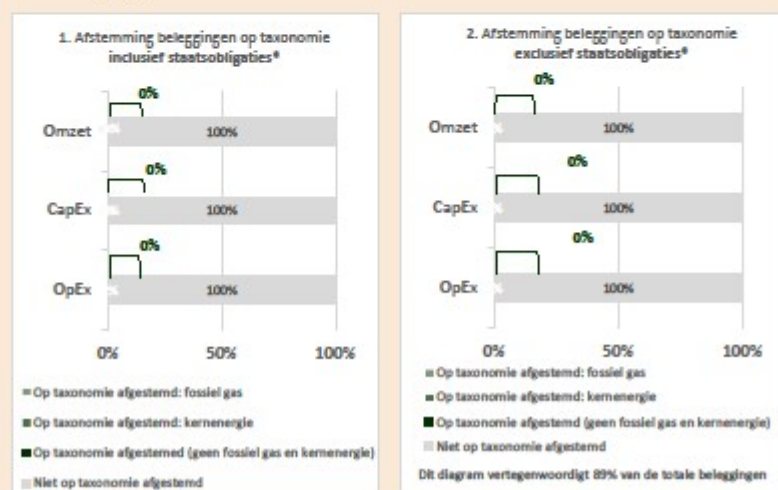 1. Afstemming beleggingen op taxonomie
inclusief staatsobligaties*
0%
Omzet
100%
0%
CapEx
100%
0%
OpEx
100%
0%
50%
100%
Op taxonomie afgestemd: fossiel gas
Op taxonomie afgestemd: kernenergie
Op taxonomie afgestemed (geen fossiel gas en kernenergie)
Niet op taxonomie afgestemd
2. Afstemming beleggingen op taxonomie
exclusief staatsobligaties*
0%
Omzet
100%
0%
CapEx
100%
0%
OpEx
100%
0%
50%
100%
Op taxonomie afgestemd: fossiel gas
Op taxonomie afgestemd: kernenergie
Op taxonomie afgestemd (geen fossiel gas en kernenergie)
Niet op taxonomie afgestemd
Dit diagram vertegenwoordigt 89% van de totale beleggingen